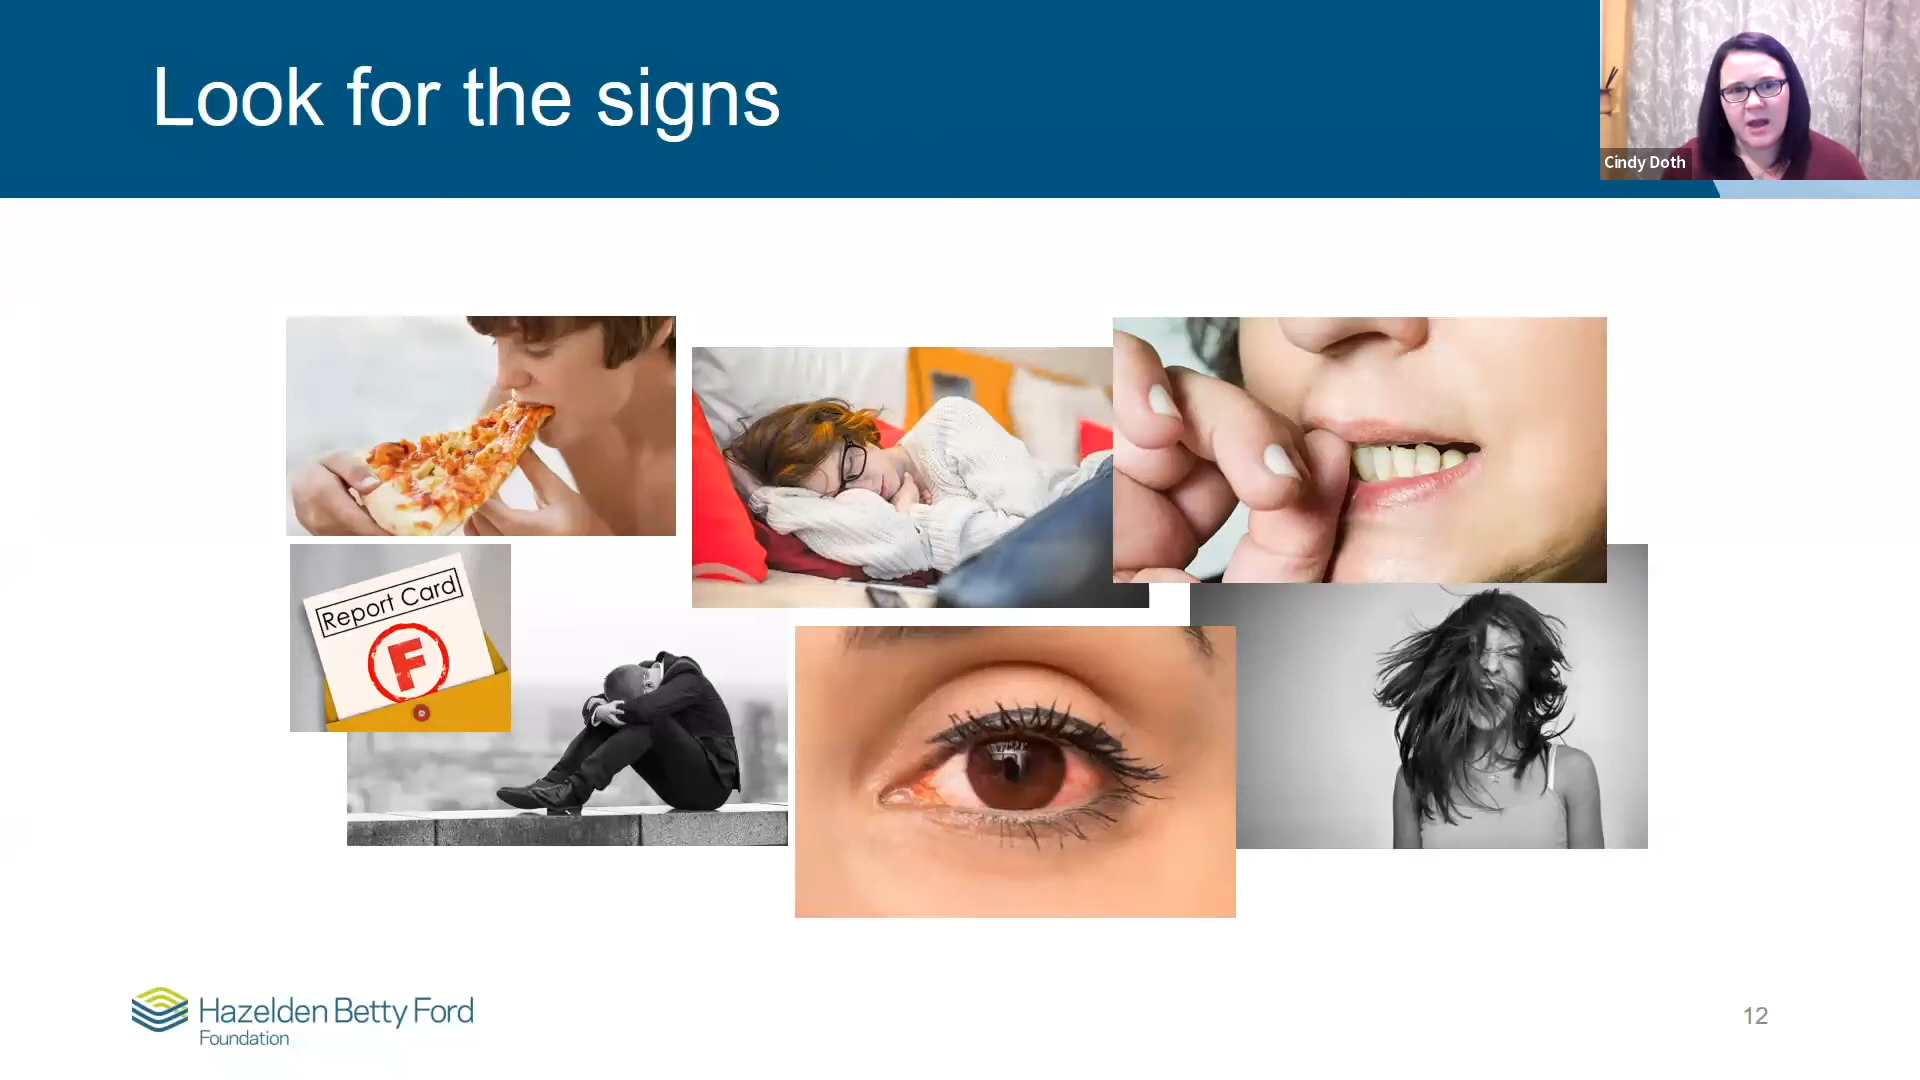 Look for the signs
Cindy Doth
Report Card
F
Hazelden Betty Ford
Foundation
12